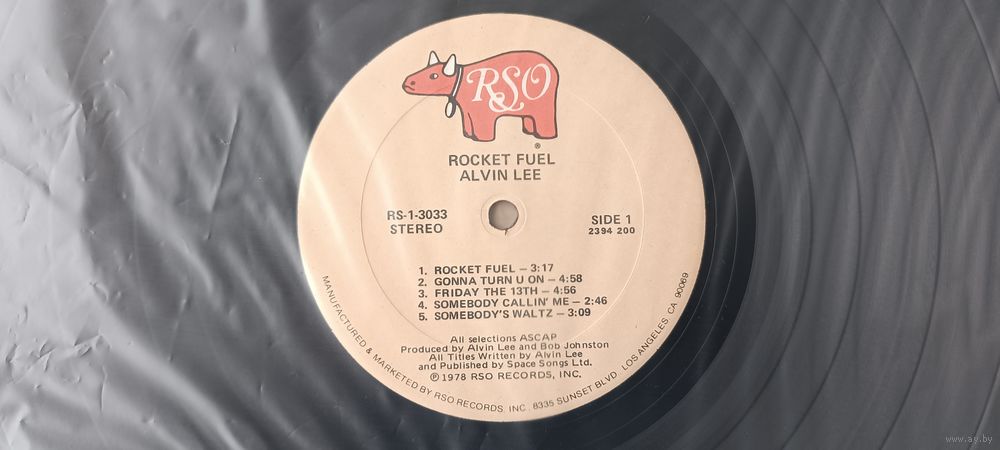 RSO
®
ROCKET FUEL
ALVIN LEE
RS-1-3033
STEREO
SIDE 1
2394 200
1. ROCKET FUEL – 3:17
2. GONNA TURN U ON – 4:58
3. FRIDAY THE 13TH – 4:56
4. SOMEBODY CALLIN' ME – 2:46
5. SOMEBODY'S WALTZ – 3:09
All selections ASCAP
Produced by Alvin Lee and Bob Johnston
All Titles Written by Alvin Lee
and Published by Space Songs Ltd.
℗ 1978 RSO RECORDS, INC.
MANUFACTURED & MARKETED BY RSO RECORDS, INC. 8335 SUNSET BLVD. LOS ANGELES, CA 90069
www.ay.by